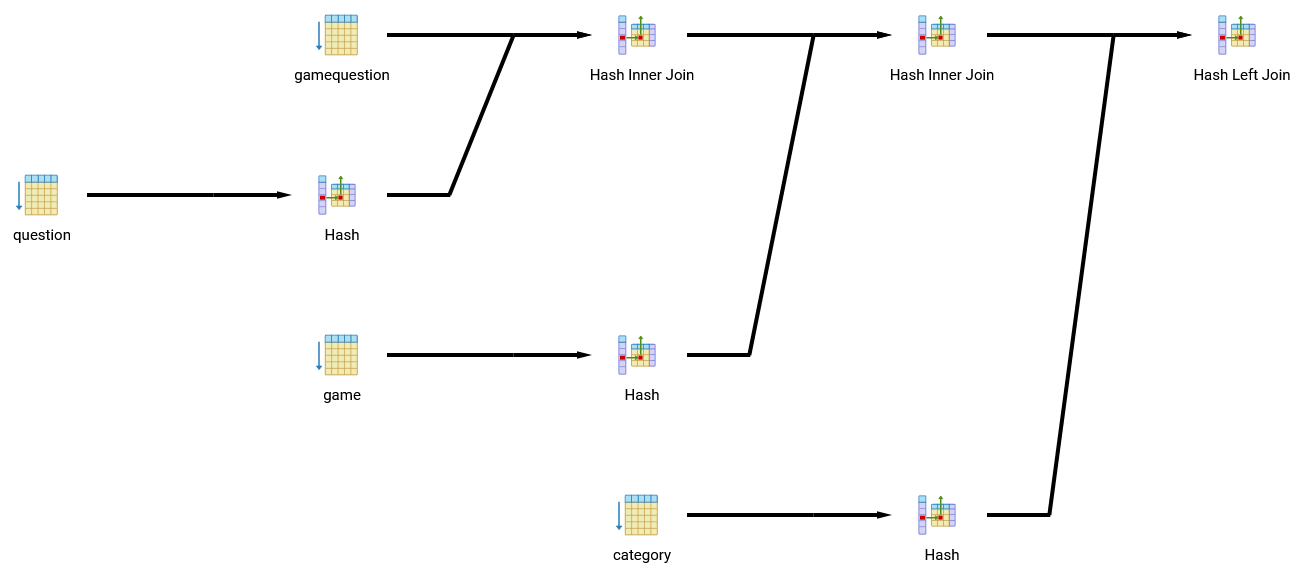 gamequestion
Hash Inner Join
Hash Inner Join
Hash Left Join
question
Hash
game
Hash
category
Hash